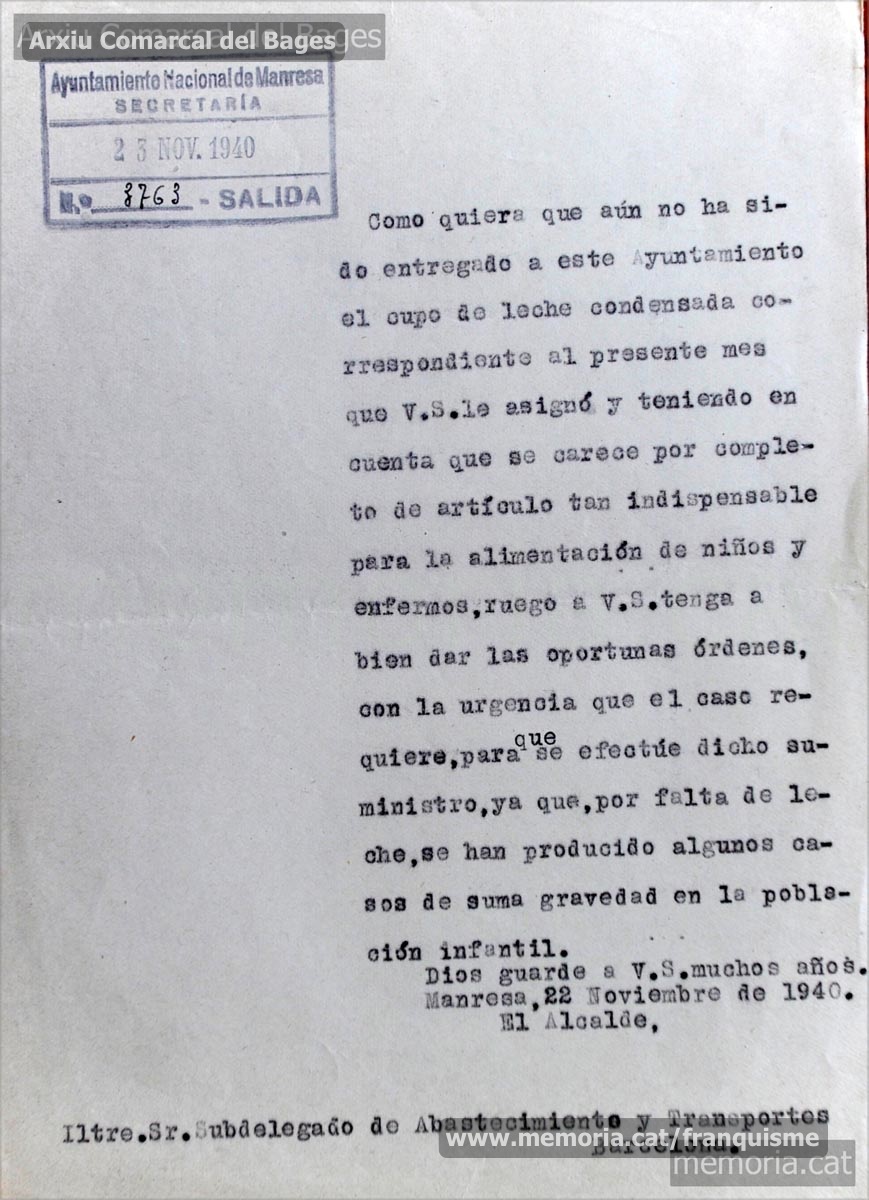 Arxiu Comarcal del Bages
Ayuntamiento Nacional de Manresa
SECRETARÍA
23 NOV. 1940
N.º 8763 - SALIDA
Como quiera que aún no ha si-
do entregado a este Ayuntamiento
el cupo de leche condensada co-
rrespondiente al presente mes
que V.S.le asignó y teniendo en
cuenta que se carece por comple-
to de artículo tan indispensable
para la alimentación de niños y
enfermos,ruego a V.S.tenga a
bien dar las oportunas órdenes,
con la urgencia que el caso re-
quiere,para que se efectúe dicho su-
ministro,ya que,por falta de le-
che,se han producido algunos ca-
sos de suma gravedad en la pobla-
ción infantil.
Dios guarde a V.S.muchos años.
Manresa,22 Noviembre de 1940.
El Alcalde,
Iltre.Sr.Subdelegado de Abastecimiento y Transportes
Barcelona.
www.memoria.cat/franquisme
memoria.cat